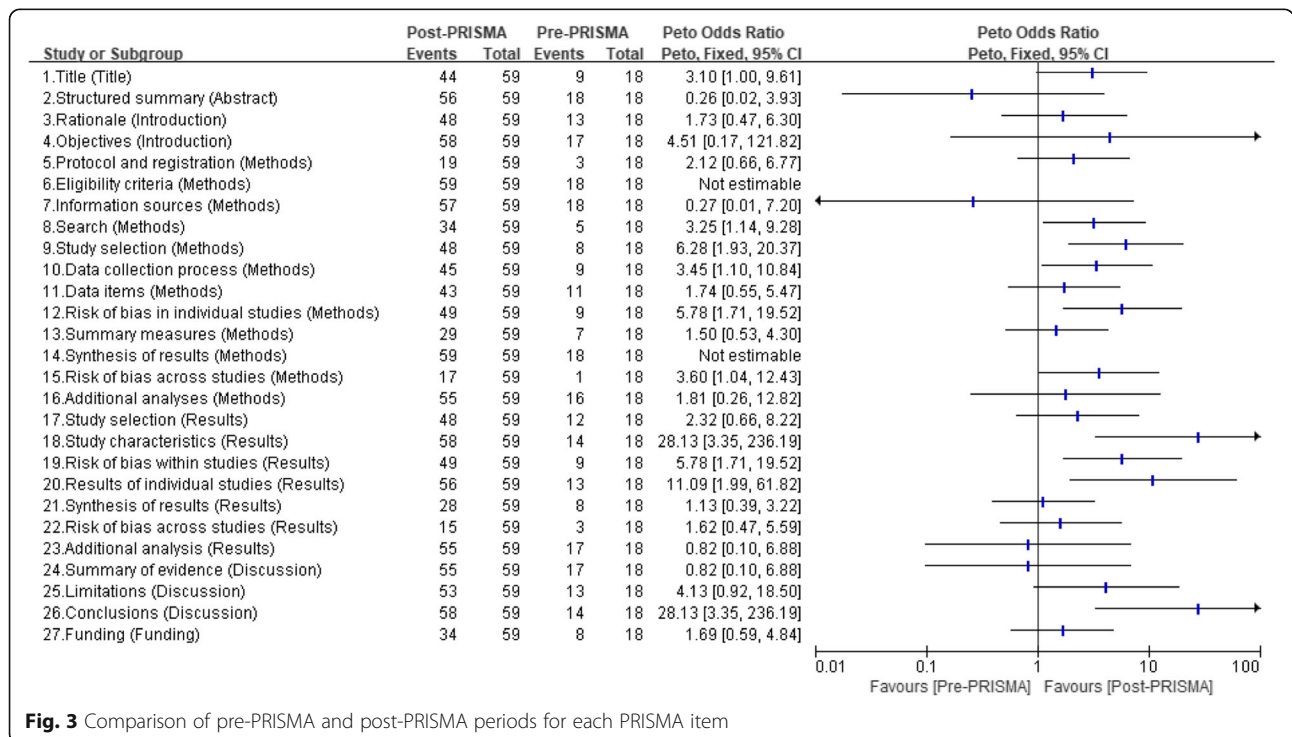 Post-PRISMA Pre-PRISMA Peto Odds Ratio Peto Odds Ratio
Study or Subgroup Events Total Events Total Peto, Fixed, 95% CI Peto, Fixed, 95% CI
1.Title (Title) 44 59 9 18 3.10 [1.00, 9.61]
2.Structured summary (Abstract) 56 59 18 18 0.26 [0.02, 3.93]
3.Rationale (Introduction) 48 59 13 18 1.73 [0.47, 6.30]
4.Objectives (Introduction) 58 59 17 18 4.51 [0.17, 121.82]
5.Protocol and registration (Methods) 19 59 3 18 2.12 [0.66, 6.77]
6.Eligibility criteria (Methods) 59 59 18 18 Not estimable
7.Information sources (Methods) 57 59 18 18 0.27 [0.01, 7.20]
8.Search (Methods) 34 59 5 18 3.25 [1.14, 9.28]
9.Study selection (Methods) 48 59 8 18 6.28 [1.93, 20.37]
10.Data collection process (Methods) 45 59 9 18 3.45 [1.10, 10.84]
11.Data items (Methods) 43 59 11 18 1.74 [0.55, 5.47]
12.Risk of bias in individual studies (Methods) 49 59 9 18 5.78 [1.71, 19.52]
13.Summary measures (Methods) 29 59 7 18 1.50 [0.53, 4.30]
14.Synthesis of results (Methods) 59 59 18 18 Not estimable
15.Risk of bias across studies (Methods) 17 59 1 18 3.60 [1.04, 12.43]
16.Additional analyses (Methods) 55 59 16 18 1.81 [0.26, 12.82]
17.Study selection (Results) 48 59 12 18 2.32 [0.66, 8.22]
18.Study characteristics (Results) 58 59 14 18 28.13 [3.35, 236.19]
19.Risk of bias within studies (Results) 49 59 9 18 5.78 [1.71, 19.52]
20.Results of individual studies (Results) 56 59 13 18 11.09 [1.99, 61.82]
21.Synthesis of results (Results) 28 59 8 18 1.13 [0.39, 3.22]
22.Risk of bias across studies (Results) 15 59 3 18 1.62 [0.47, 5.59]
23.Additional analysis (Results) 55 59 17 18 0.82 [0.10, 6.88]
24.Summary of evidence (Discussion) 55 59 17 18 0.82 [0.10, 6.88]
25.Limitations (Discussion) 53 59 13 18 4.13 [0.92, 18.50]
26.Conclusions (Discussion) 58 59 14 18 28.13 [3.35, 236.19]
27.Funding (Funding) 34 59 8 18 1.69 [0.59, 4.84]
0.01 0.1 1 10 100
Favours [Pre-PRISMA] Favours [Post-PRISMA]
Fig. 3 Comparison of pre-PRISMA and post-PRISMA periods for each PRISMA item